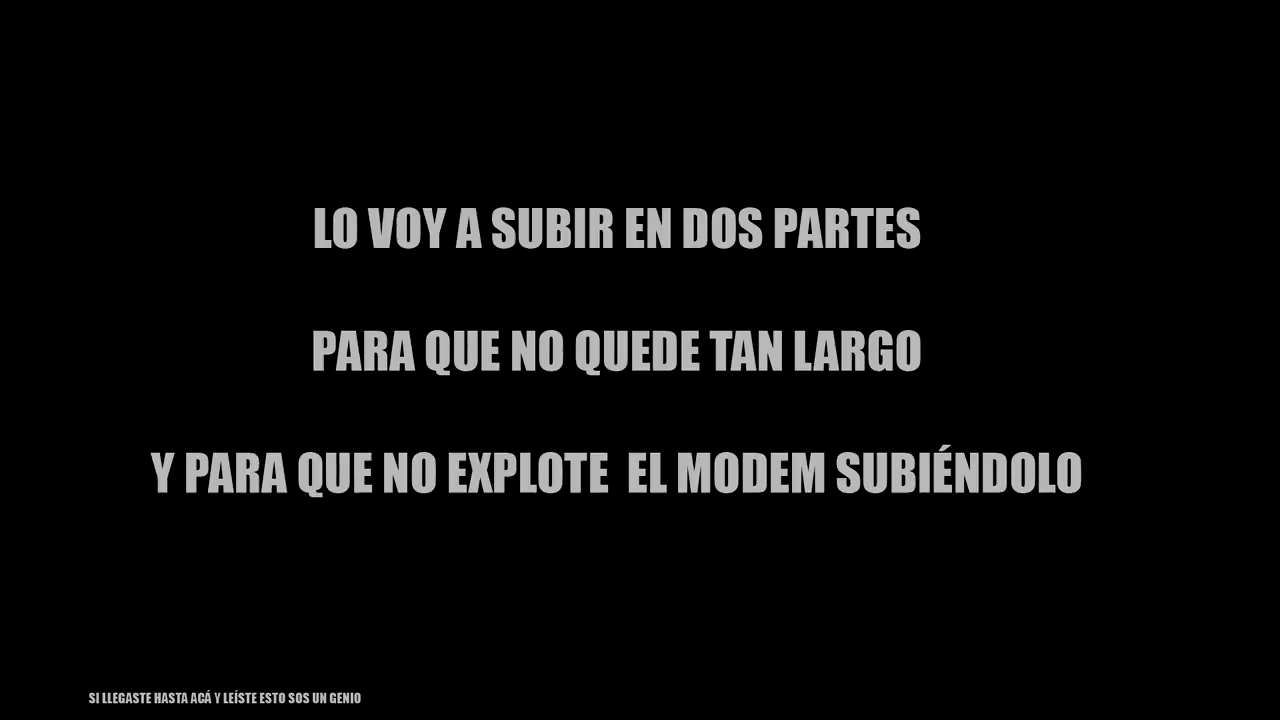 LO VOY A SUBIR EN DOS PARTES
PARA QUE NO QUEDE TAN LARGO
Y PARA QUE NO EXPLOTE  EL MODEM SUBIÉNDOLO
SI LLEGASTE HASTA ACÁ Y LEÍSTE ESTO SOS UN GENIO